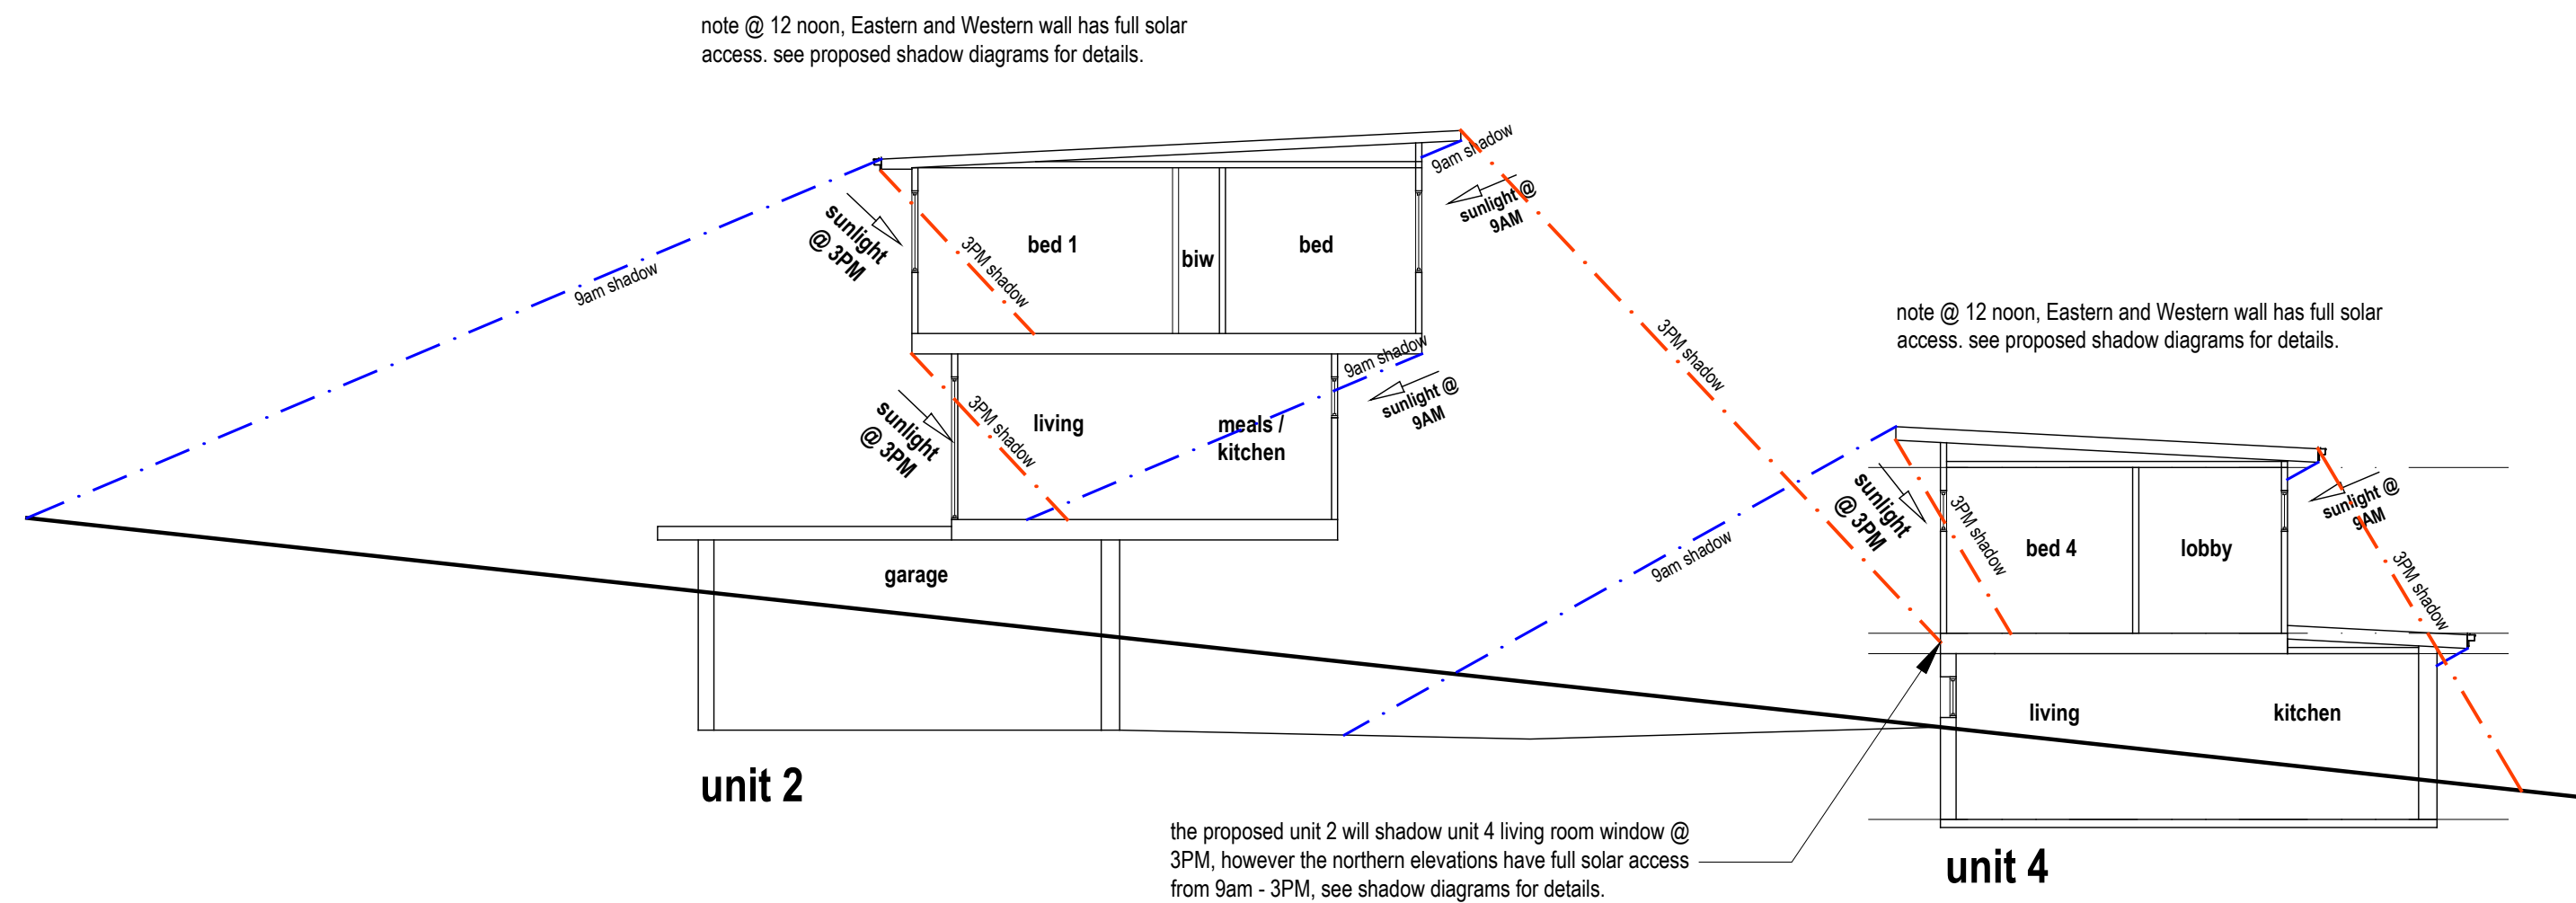 note @ 12 noon, Eastern and Western wall has full solar
access. see proposed shadow diagrams for details.
9am shadow
9am shadow
sunlight
@ 3PM
sunlight @
9AM
bed 1
biw
bed
3PM shadow
9am shadow
sunlight
@ 3PM
sunlight @
9AM
3PM shadow
living
meals /
kitchen
garage
3PM shadow
unit 2
note @ 12 noon, Eastern and Western wall has full solar
access. see proposed shadow diagrams for details.
9am shadow
sunlight
@ 3PM
sunlight @
9AM
3PM shadow
bed 4
lobby
3PM shadow
living
kitchen
unit 4
the proposed unit 2 will shadow unit 4 living room window @
3PM, however the northern elevations have full solar access
from 9am - 3PM, see shadow diagrams for details.